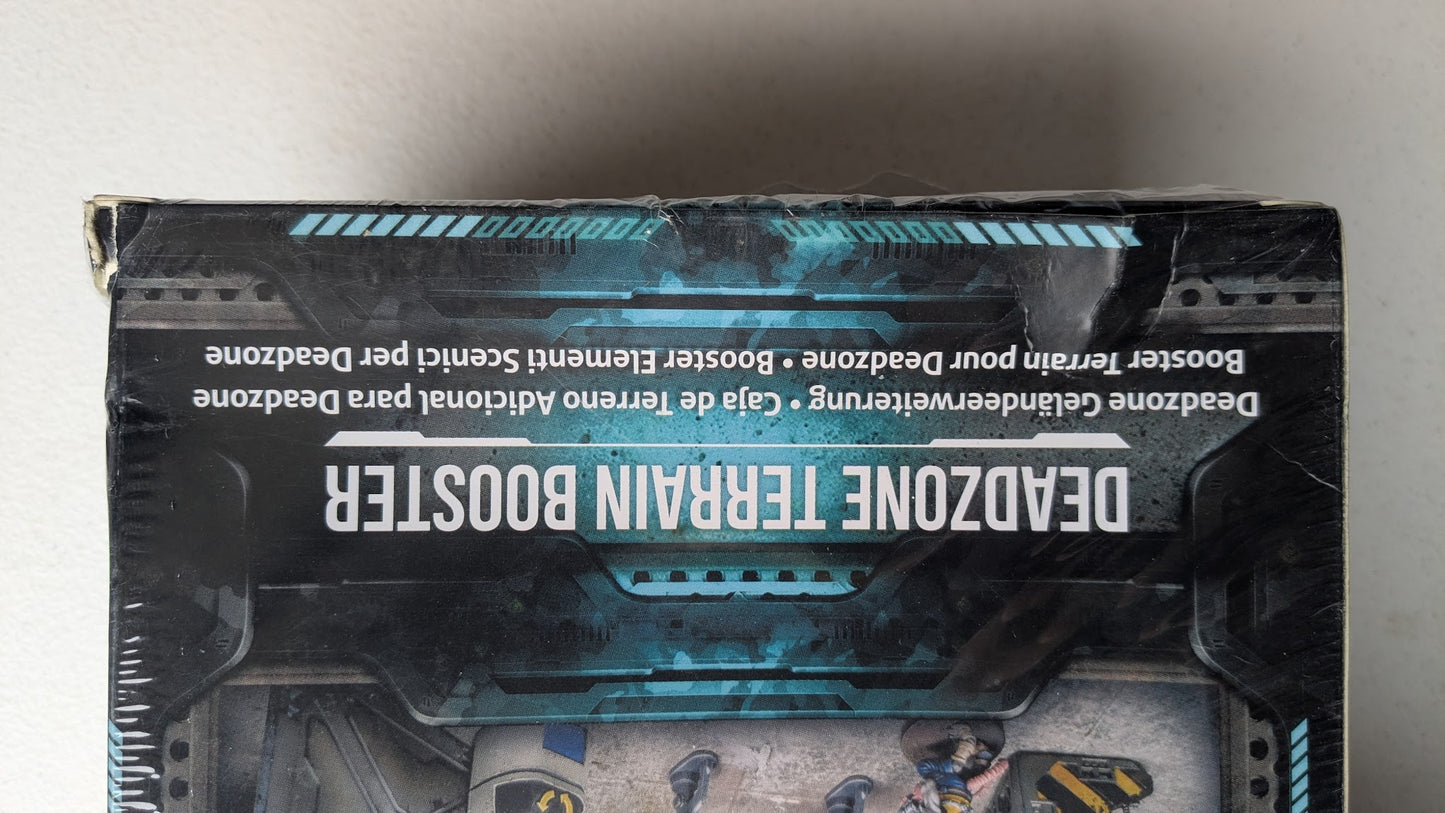 DEADZONE TERRAIN BOOSTER
Deadzone Geländeerweiterung • Caja de Terreno Adicional para Deadzone
Booster Terrain pour Deadzone • Booster Elementi Scenici per Deadzone